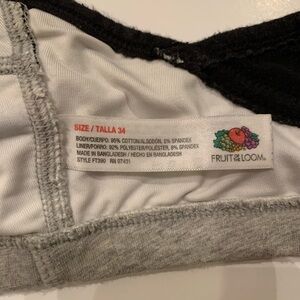 SIZE / TALLA 34
BODY/CUERPO: 95% COTTON/ALGODÓN, 5% SPANDEX
LINER/FORRO: 92% POLYESTER/POLIÉSTER, 8% SPANDEX
MADE IN BANGLADESH / HECHO EN BANGLADESH
STYLE FT390 RN 07431
FRUIT OF THE LOOM®